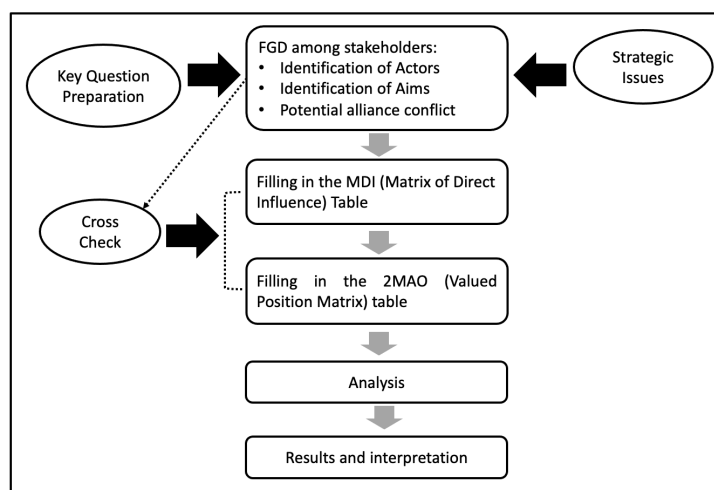 FGD among stakeholders:
• Identification of Actors
• Identification of Aims
• Potential alliance conflict
Key Question
Preparation
Strategic
Issues
Filling in the MDI (Matrix of Direct
Influence) Table
Cross
Check
Filling in the 2MAO (Valued
Position Matrix) table
Analysis
Results and interpretation